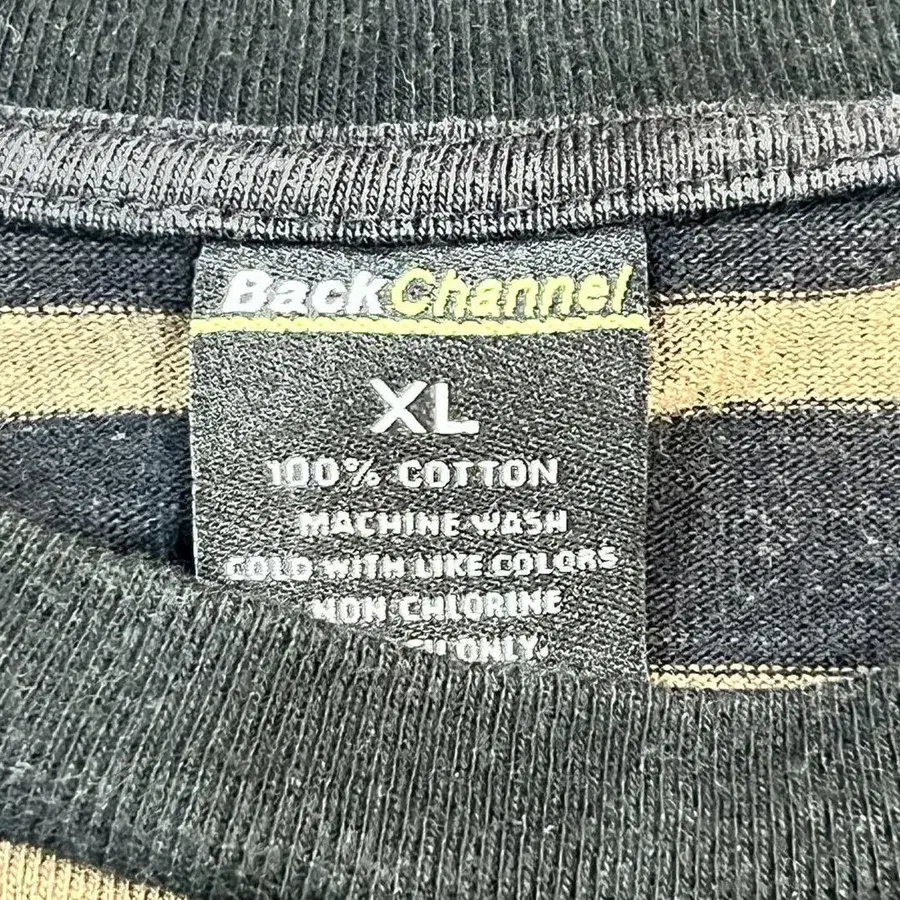 BackChannel
XL
100% COTTON
MACHINE WASH
COLD WITH LIKE COLORS
NON CHLORINE
ONLY.